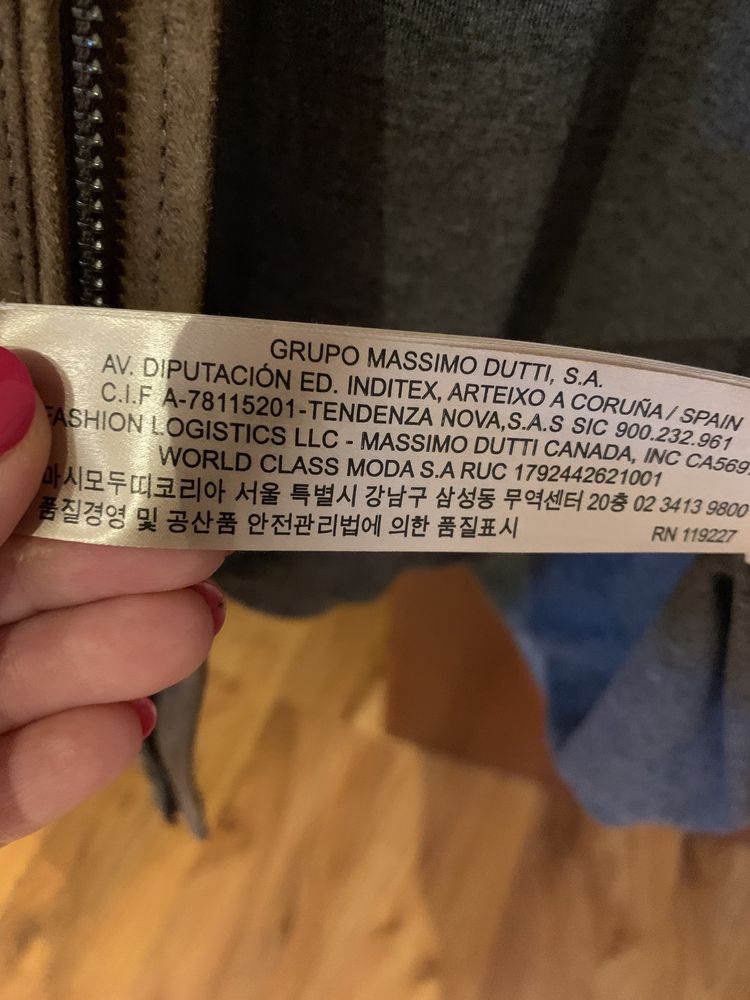 GRUPO MASSIMO DUTTI, S.A.
AV. DIPUTACIÓN ED. INDITEX, ARTEIXO A CORUÑA / SPAIN
C.I.F A-78115201-TENDENZA NOVA,S.A.S SIC 900.232.961
FASHION LOGISTICS LLC - MASSIMO DUTTI CANADA, INC CA569
WORLD CLASS MODA S.A RUC 1792442621001
마시모두띠코리아 서울 특별시 강남구 삼성동 무역센터 20층 02 3413 9800
품질경영 및 공산품 안전관리법에 의한 품질표시
RN 119227